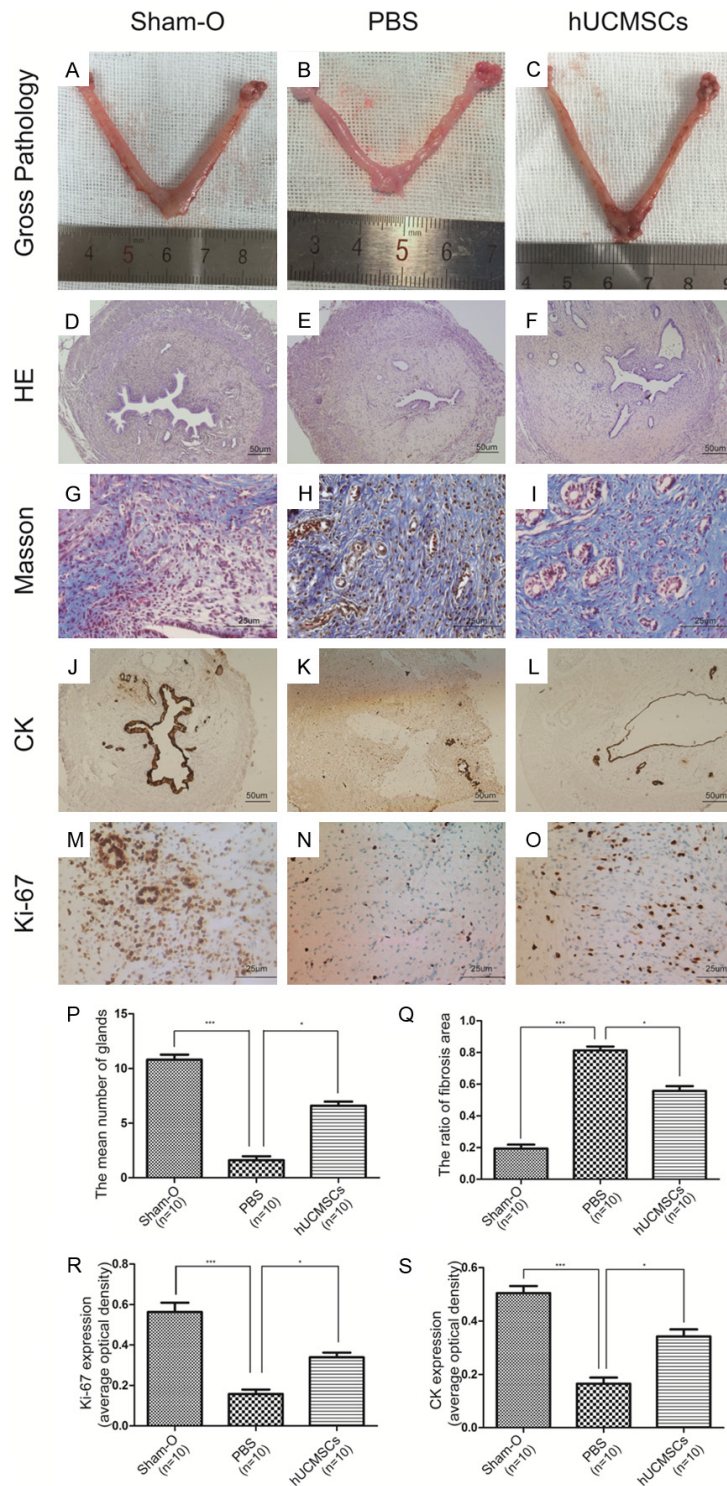 Sham-O
PBS
hUCMSCs
Gross Pathology
A
B
C
4 5 mm 6 7 8
3 4 5 mm 6 7
4 5 6 7 8 9
HE
D
E
F
50um
50um
50um
Masson
G
H
I
25um
25um
25um
CK
J
K
L
50um
50um
50um
Ki-67
M
N
O
25um
25um
25um
P
The mean number of glands
15
10
5
0
***
*
Sham-O
(n=10)
PBS
(n=10)
hUCMSCs
(n=10)
Q
The ratio of fibrosis area
1.0
0.8
0.6
0.4
0.2
0.0
***
*
Sham-O
(n=10)
PBS
(n=10)
hUCMSCs
(n=10)
R
Ki-67 expression
(average optical density)
0.8
0.6
0.4
0.2
0.0
***
*
Sham-O
(n=10)
PBS
(n=10)
hUCMSCs
(n=10)
S
CK expression
(average optical density)
0.6
0.4
0.2
0.0
***
*
Sham-O
(n=10)
PBS
(n=10)
hUCMSCs
(n=10)